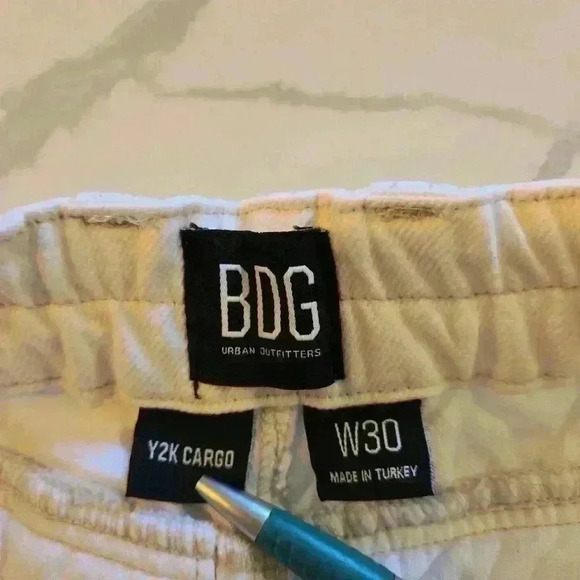 BDG
URBAN OUTFITTERS
Y2K CARGO
W30
MADE IN TURKEY